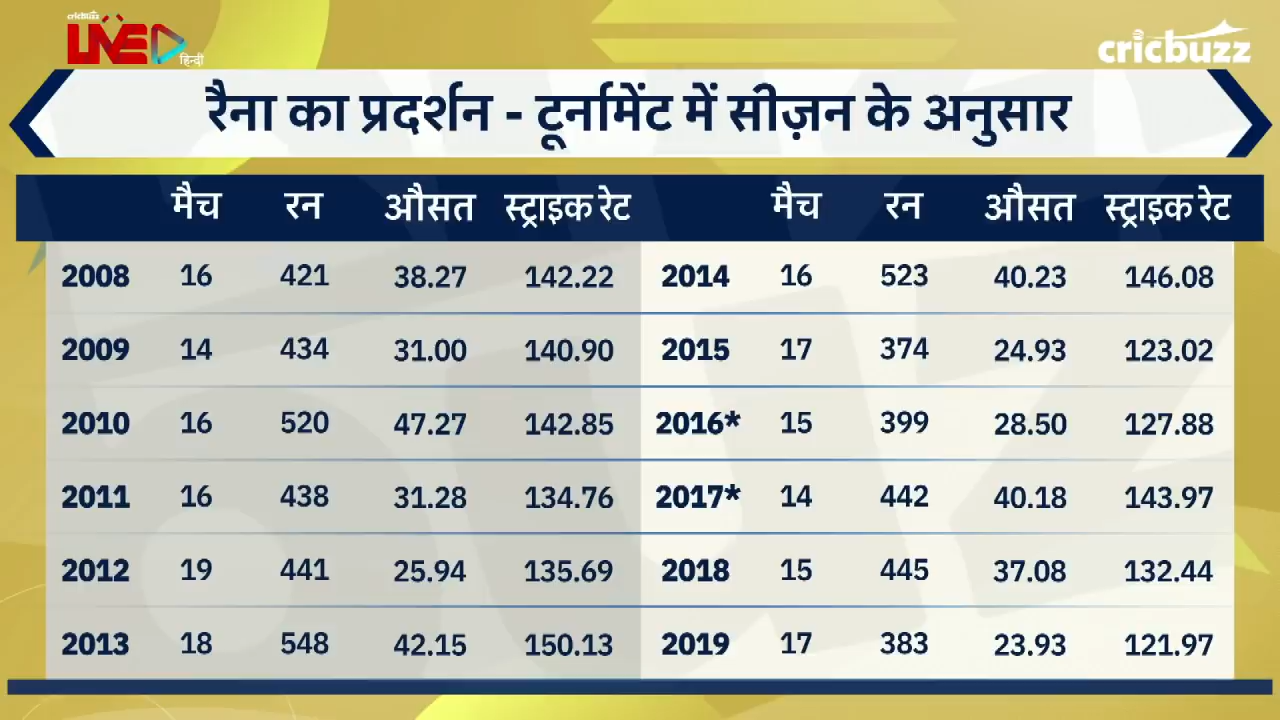 cricbuzz
LIVE
हिन्दी
cricbuzz
रैना का प्रदर्शन - टूर्नामेंट में सीज़न के अनुसार
मैच रन औसत स्ट्राइक रेट मैच रन औसत स्ट्राइक रेट
2008 16 421 38.27 142.22 2014 16 523 40.23 146.08
2009 14 434 31.00 140.90 2015 17 374 24.93 123.02
2010 16 520 47.27 142.85 2016* 15 399 28.50 127.88
2011 16 438 31.28 134.76 2017* 14 442 40.18 143.97
2012 19 441 25.94 135.69 2018 15 445 37.08 132.44
2013 18 548 42.15 150.13 2019 17 383 23.93 121.97